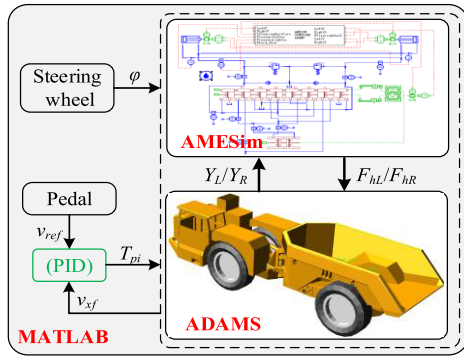 Steering
wheel
φ
AMESim
Y_L/Y_R
F_hL/F_hR
Pedal
v_ref
(PID)
T_pi
v_xf
MATLAB
ADAMS